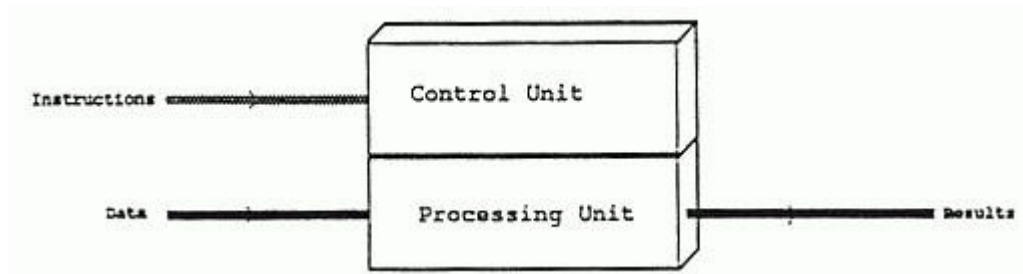 Instructions
Control Unit
Data
Processing Unit
Results